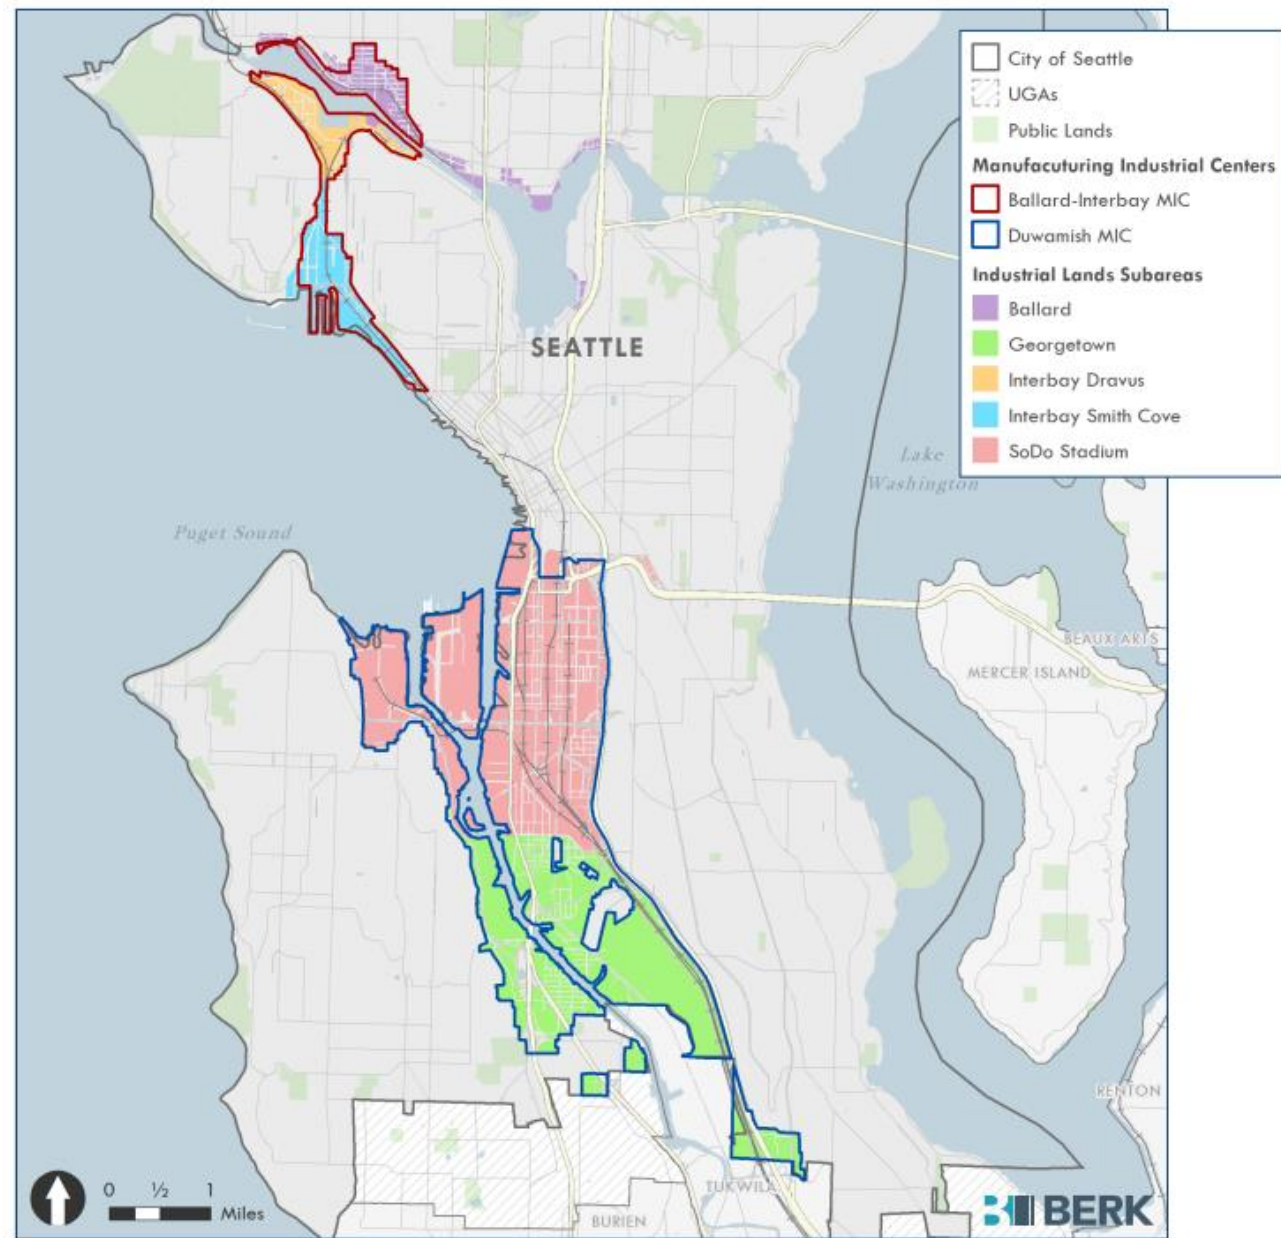 City of Seattle
UGAs
Public Lands
Manufacuturing Industrial Centers
Ballard-Interbay MIC
Duwamish MIC
Industrial Lands Subareas
Ballard
Georgetown
Interbay Dravus
Interbay Smith Cove
SoDo Stadium
SEATTLE
Lake
Washington
Puget Sound
BEAUX ARTS
MERCER ISLAND
RENTON
TUKWILA
BURIEN
0 ½ 1
Miles
BERK